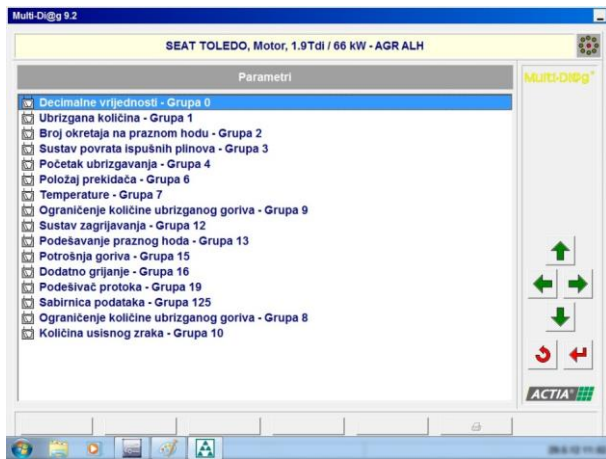 Multi-Di@g 9.2
SEAT TOLEDO, Motor, 1.9Tdi / 66 kW - AGR ALH
Parametri
Multi-Di@g®
Decimalne vrijednosti - Grupa 0
Ubrizgana količina - Grupa 1
Broj okretaja na praznom hodu - Grupa 2
Sustav povrata ispušnih plinova - Grupa 3
Početak ubrizgavanja - Grupa 4
Položaj prekidača - Grupa 6
Temperature - Grupa 7
Ograničenje količine ubrizganog goriva - Grupa 9
Sustav zagrijavanja - Grupa 12
Podešavanje praznog hoda - Grupa 13
Potrošnja goriva - Grupa 15
Dodatno grijanje - Grupa 16
Podešivač protoka - Grupa 19
Sabirnica podataka - Grupa 125
Ograničenje količine ubrizganog goriva - Grupa 8
Količina usisnog zraka - Grupa 10
ACTIA®